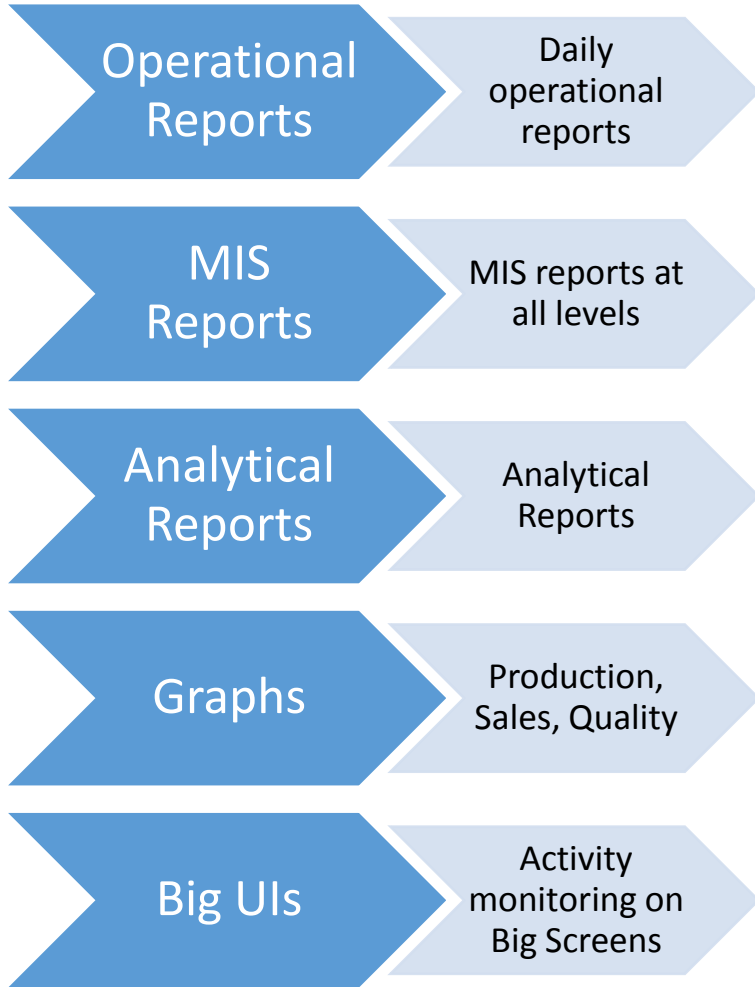 Operational
Reports
Daily
operational
reports
MIS
Reports
MIS reports at
all levels
Analytical
Reports
Analytical
Reports
Graphs
Production,
Sales, Quality
Big UIs
Activity
monitoring on
Big Screens